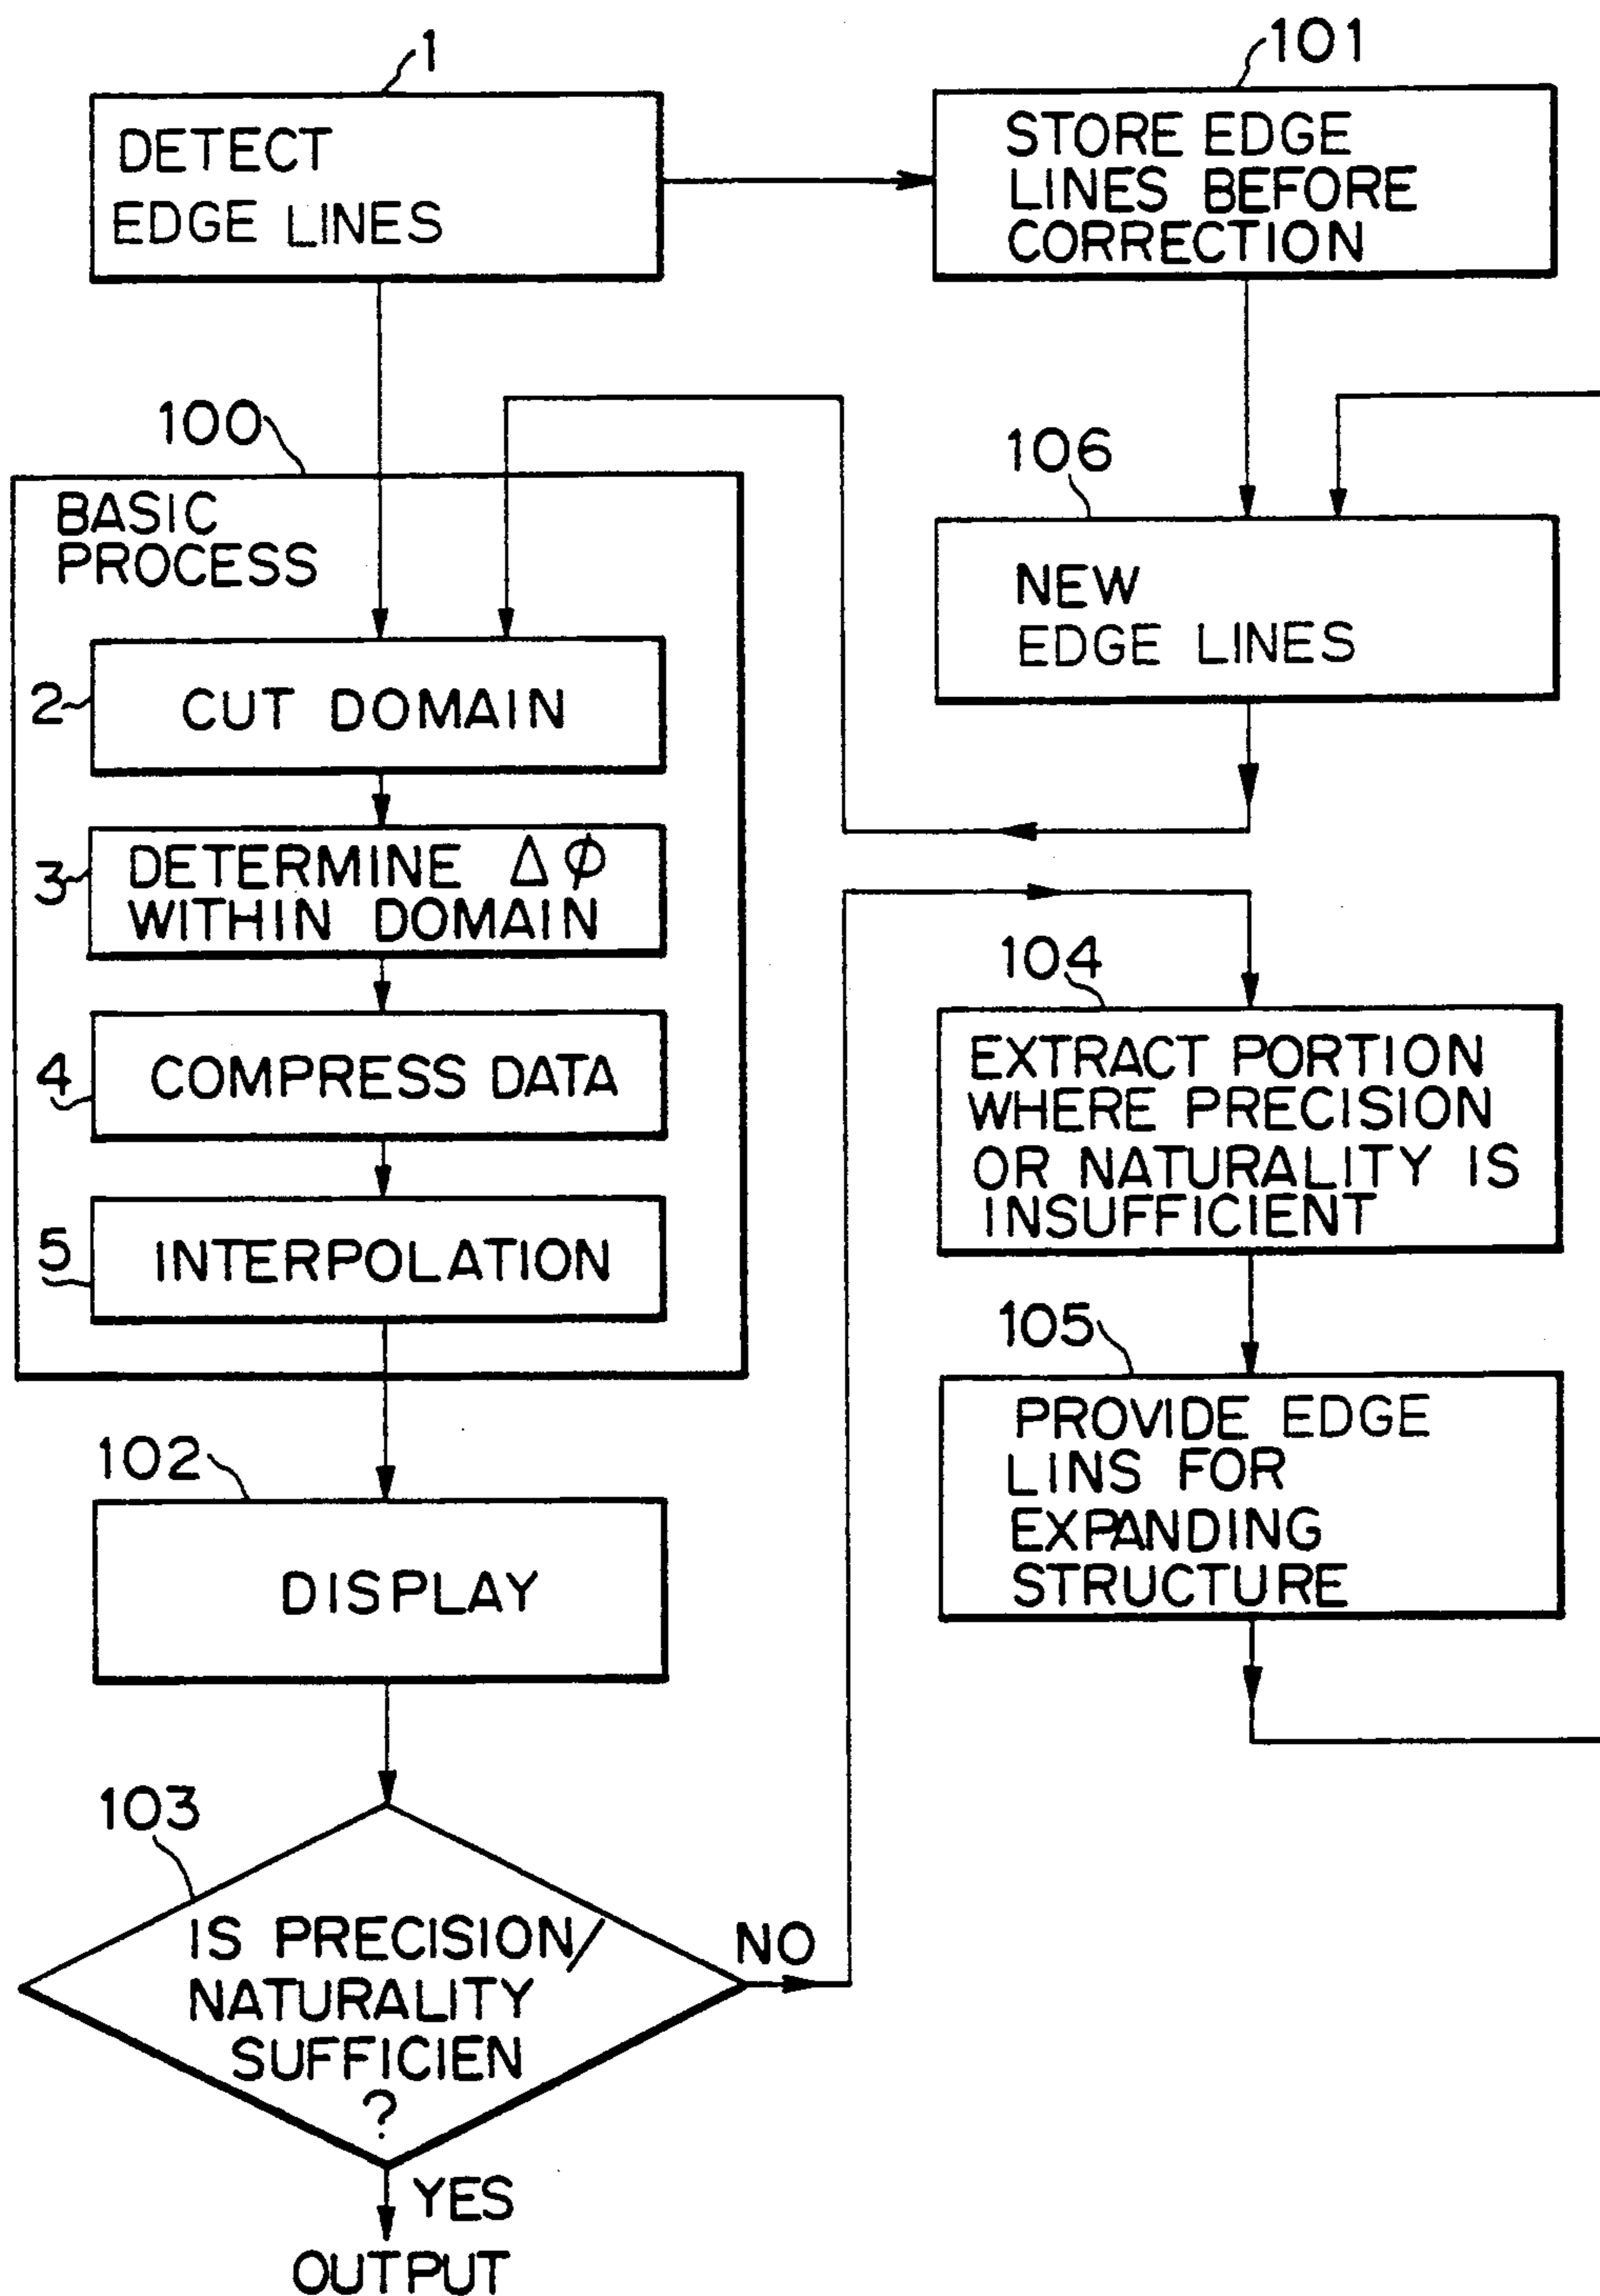 1
DETECT
EDGE LINES
101
STORE EDGE
LINES BEFORE
CORRECTION
100
BASIC
PROCESS
2
CUT DOMAIN
3
DETERMINE Δϕ
WITHIN DOMAIN
4
COMPRESS DATA
5
INTERPOLATION
102
DISPLAY
103
IS PRECISION/
NATURALITY
SUFFICIEN
?
NO
YES
OUTPUT
106
NEW
EDGE LINES
104
EXTRACT PORTION
WHERE PRECISION
OR NATURALITY IS
INSUFFICIENT
105
PROVIDE EDGE
LINS FOR
EXPANDING
STRUCTURE